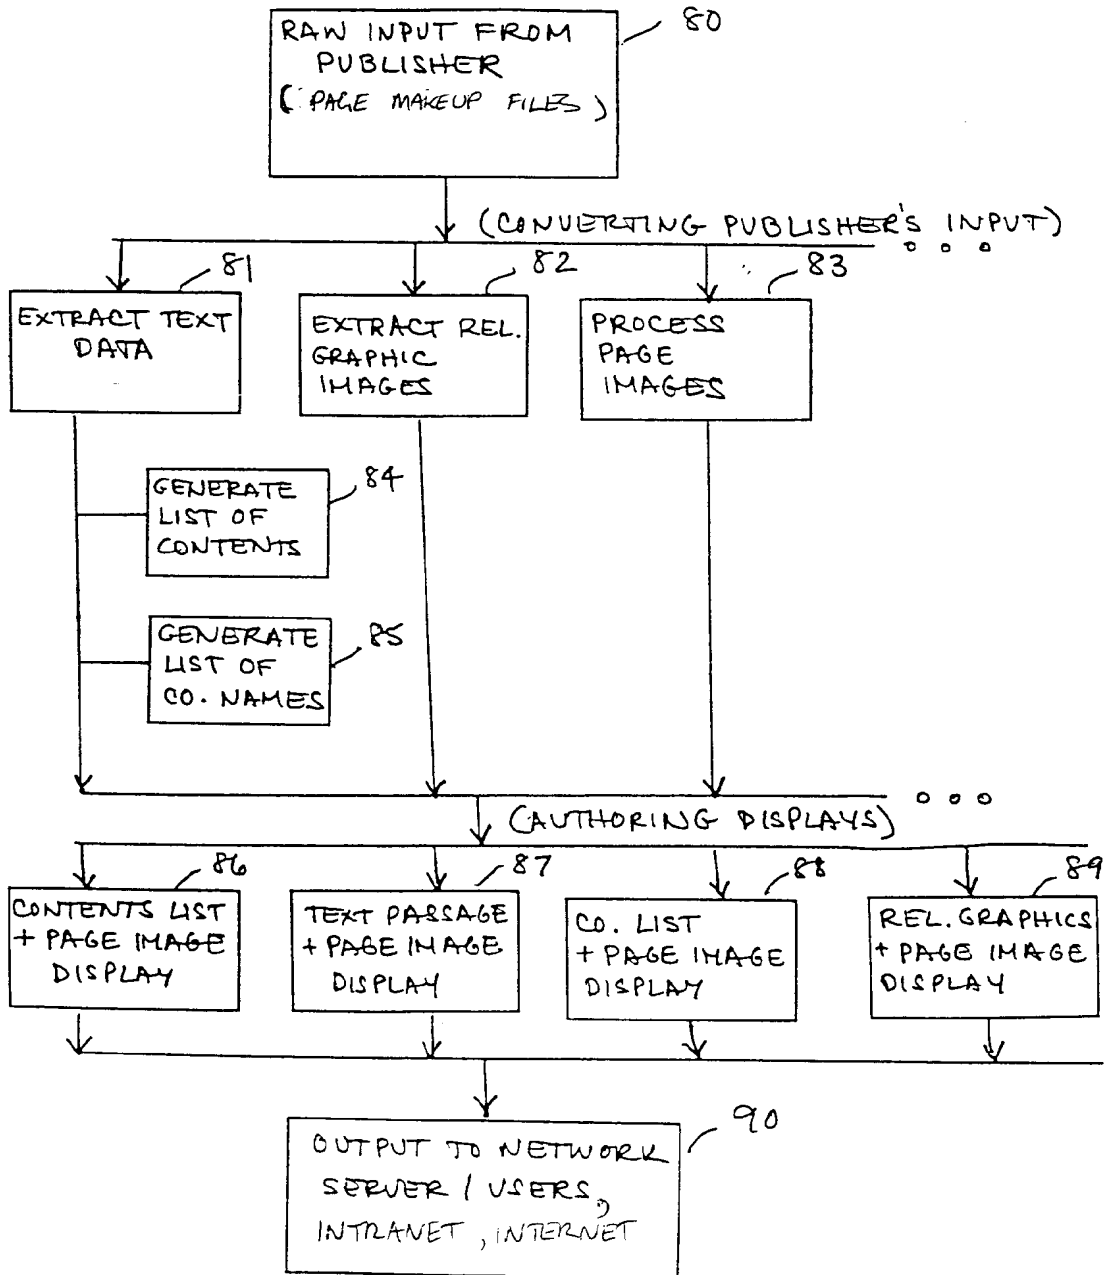 80
RAW INPUT FROM
PUBLISHER
(PAGE MAKEUP FILES)
(CONVERTING PUBLISHER'S INPUT)
81
EXTRACT TEXT
DATA
82
EXTRACT REL.
GRAPHIC
IMAGES
83
PROCESS
PAGE
IMAGES
84
GENERATE
LIST OF
CONTENTS
85
GENERATE
LIST OF
CO. NAMES
(AUTHORING DISPLAYS)
86
CONTENTS LIST
+ PAGE IMAGE
DISPLAY
87
TEXT PASSAGE
+ PAGE IMAGE
DISPLAY
88
CO. LIST
+ PAGE IMAGE
DISPLAY
89
REL. GRAPHICS
+ PAGE IMAGE
DISPLAY
90
OUTPUT TO NETWORK
SERVER / USERS,
INTRANET, INTERNET